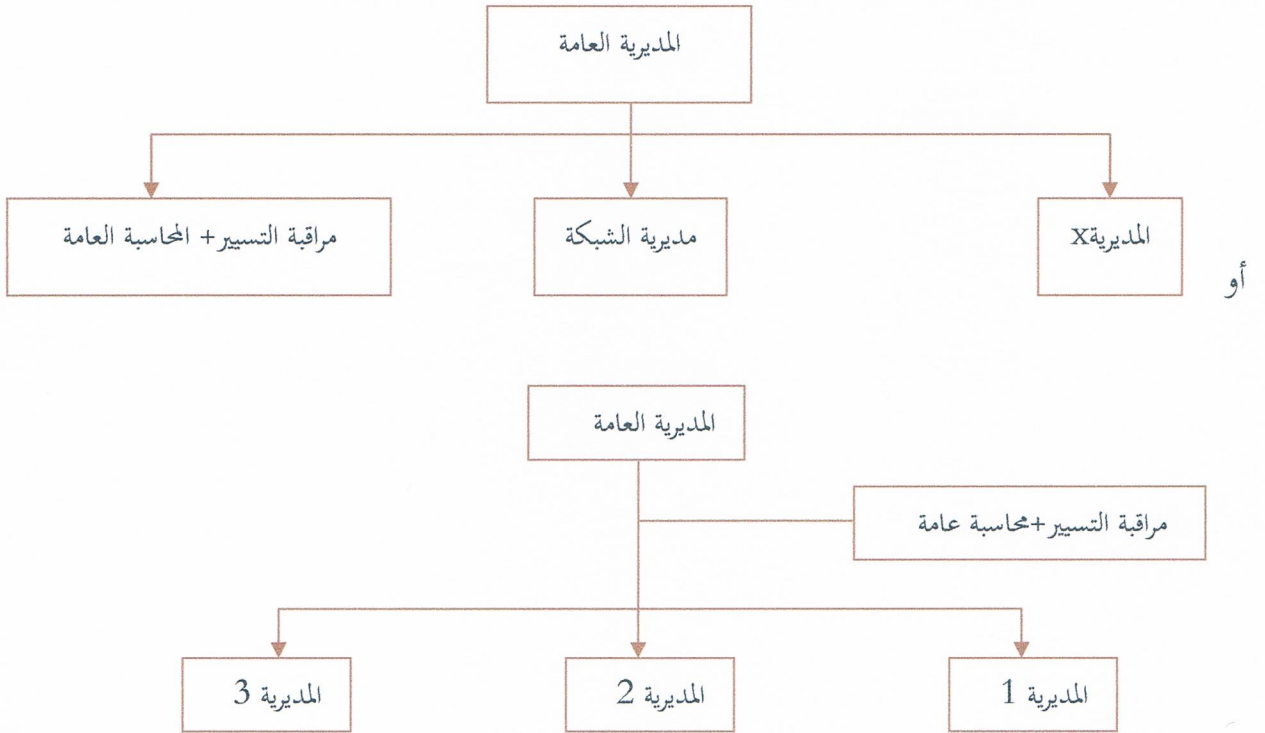 المديرية العامة
المديريةx
مديرية الشبكة
مراقبة التسيير+ المحاسبة العامة
أو
المديرية العامة
مراقبة التسيير+محاسبة عامة
المديرية 1
المديرية 2
المديرية 3